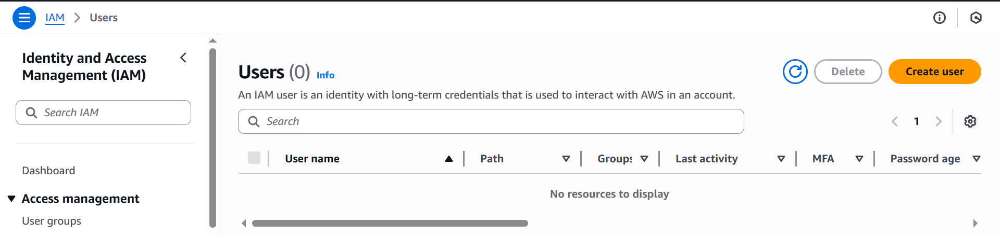 IAM > Users
Identity and Access
Management (IAM)
Search IAM
Dashboard
Access management
User groups
Users (0) Info
Delete
Create user
An IAM user is an identity with long-term credentials that is used to interact with AWS in an account.
Search
1
User name Path Groups Last activity MFA Password age
No resources to display